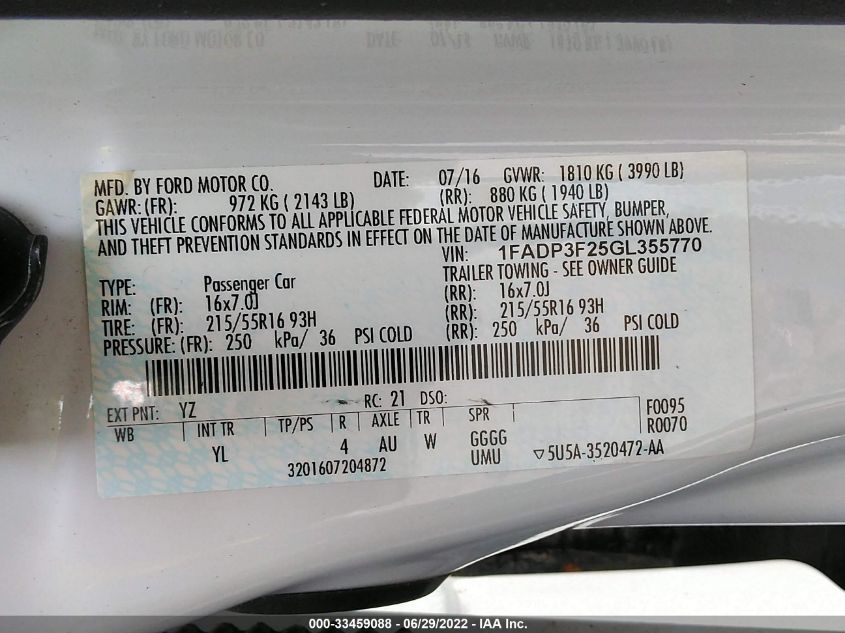 MFD. BY FORD MOTOR CO. DATE: 07/16 GVWR: 1810 KG ( 3990 LB)
GAWR: (FR): 972 KG ( 2143 LB) (RR): 880 KG ( 1940 LB)
THIS VEHICLE CONFORMS TO ALL APPLICABLE FEDERAL MOTOR VEHICLE SAFETY, BUMPER,
AND THEFT PREVENTION STANDARDS IN EFFECT ON THE DATE OF MANUFACTURE SHOWN ABOVE.
VIN: 1FADP3F25GL355770
TYPE: Passenger Car TRAILER TOWING - SEE OWNER GUIDE
RIM: (FR): 16x7.0J (RR): 16x7.0J
TIRE: (FR): 215/55R16 93H (RR): 215/55R16 93H
PRESSURE: (FR): 250 kPa/ 36 PSI COLD (RR): 250 kPa/ 36 PSI COLD
EXT PNT: YZ RC: 21 DSO: F0095
WB INT TR TP/PS R AXLE TR SPR R0070
YL 4 AU W GGGG
UMU ▽5U5A-3520472-AA
3201607204872
000-33459088 - 06/29/2022 - IAA Inc.